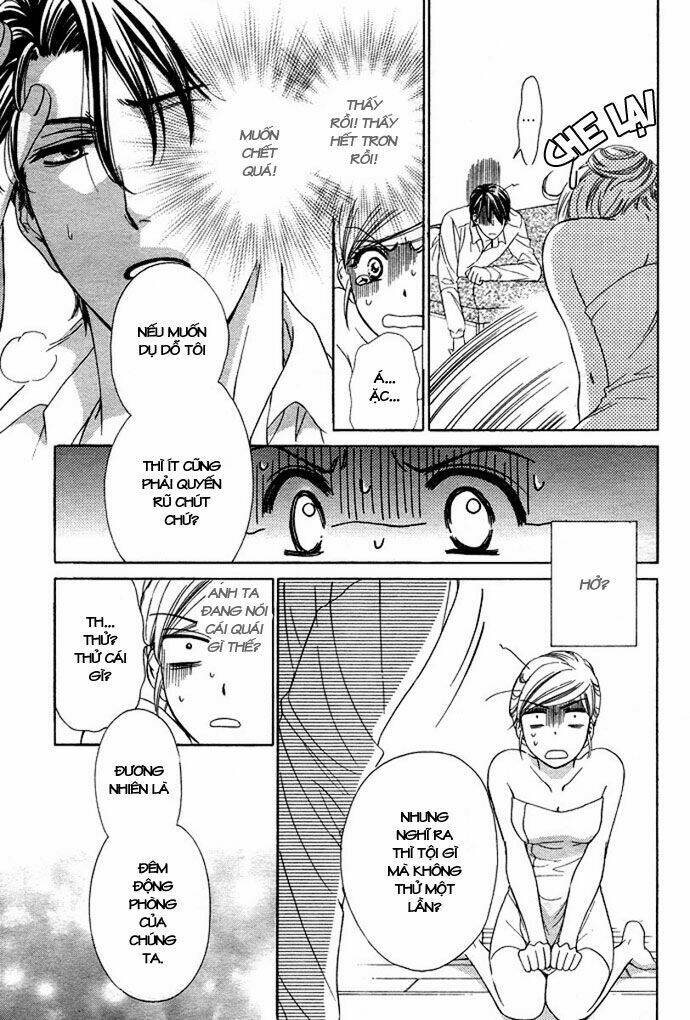 ...
CHE LẠI
THẤY
RỒI! THẤY
HẾT TRƠN
RỒI!
MUỐN
CHẾT
QUÁ!
Á...
ẶC...
NẾU MUỐN
DỤ DỖ TÔI
THÌ ÍT CŨNG
PHẢI QUYẾN
RŨ CHÚT
CHỨ?
HỞ?
NHƯNG
NGHĨ RA
THÌ TỘI GÌ
MÀ KHÔNG
THỬ MỘT
LẦN?
ANH TA
ĐANG NÓI
CÁI QUÁI
GÌ THẾ?
TH...
THỬ?
THỬ CÁI
GÌ?
ĐƯƠNG
NHIÊN LÀ
ĐÊM
ĐỘNG
PHÒNG
CỦA
CHÚNG
TA.